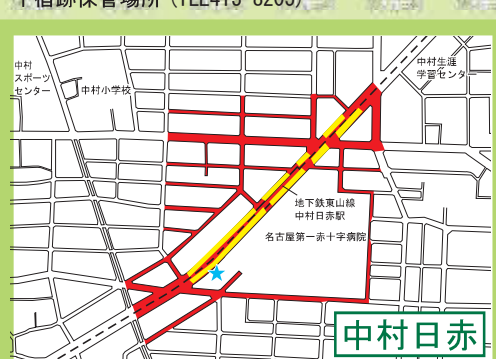 中村
スポーツ
センター
中村小学校
中村生涯
学習センター
地下鉄東山線
中村日赤駅
名古屋第一赤十字病院
中村日赤